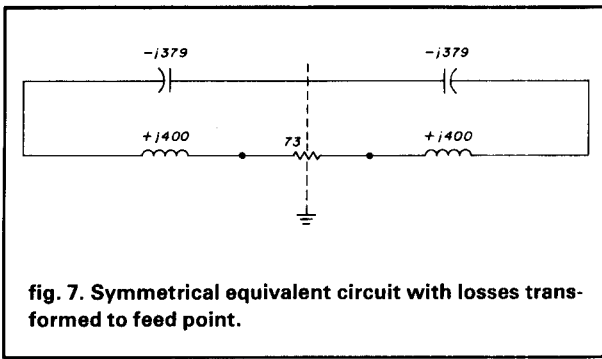 -j379
-j379
+j400
73
+j400
fig. 7. Symmetrical equivalent circuit with losses trans-
formed to feed point.